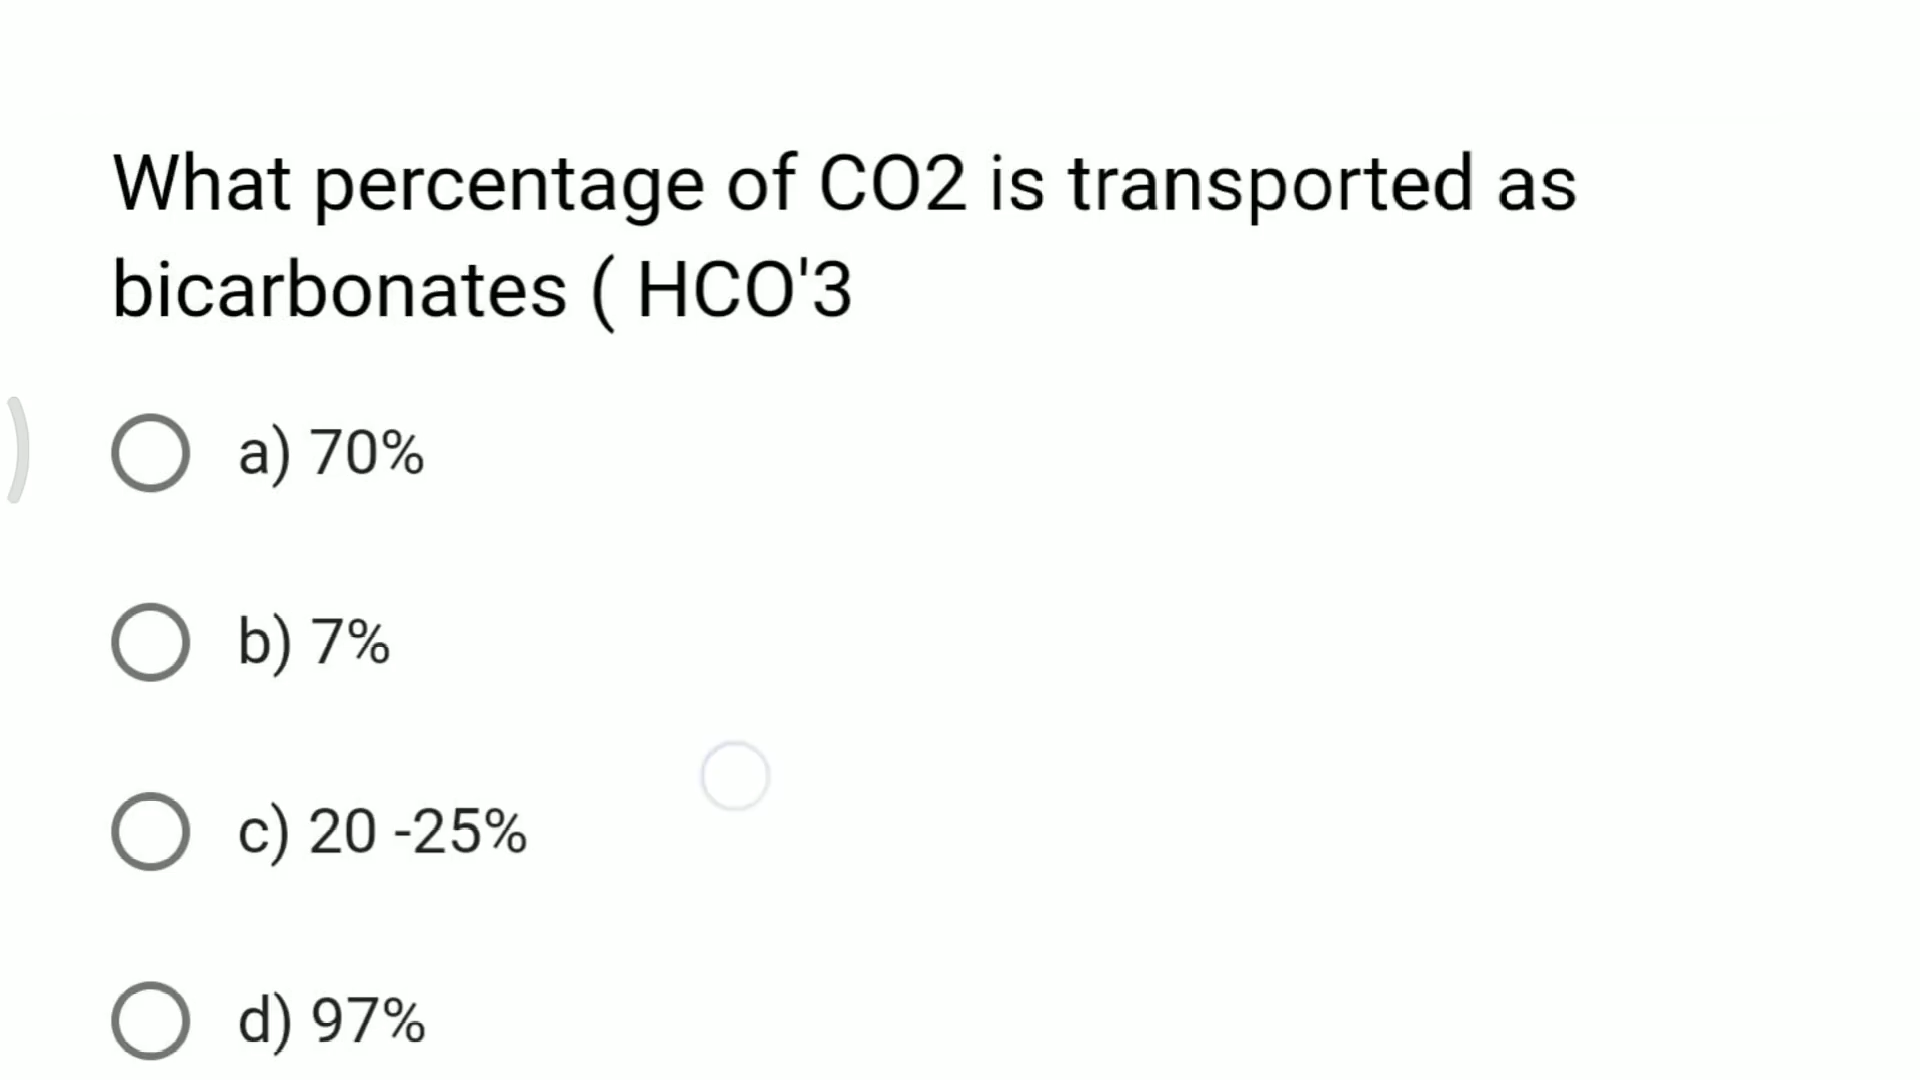 What percentage of CO2 is transported as
bicarbonates ( HCO'3
a) 70%
b) 7%
c) 20 -25%
d) 97%